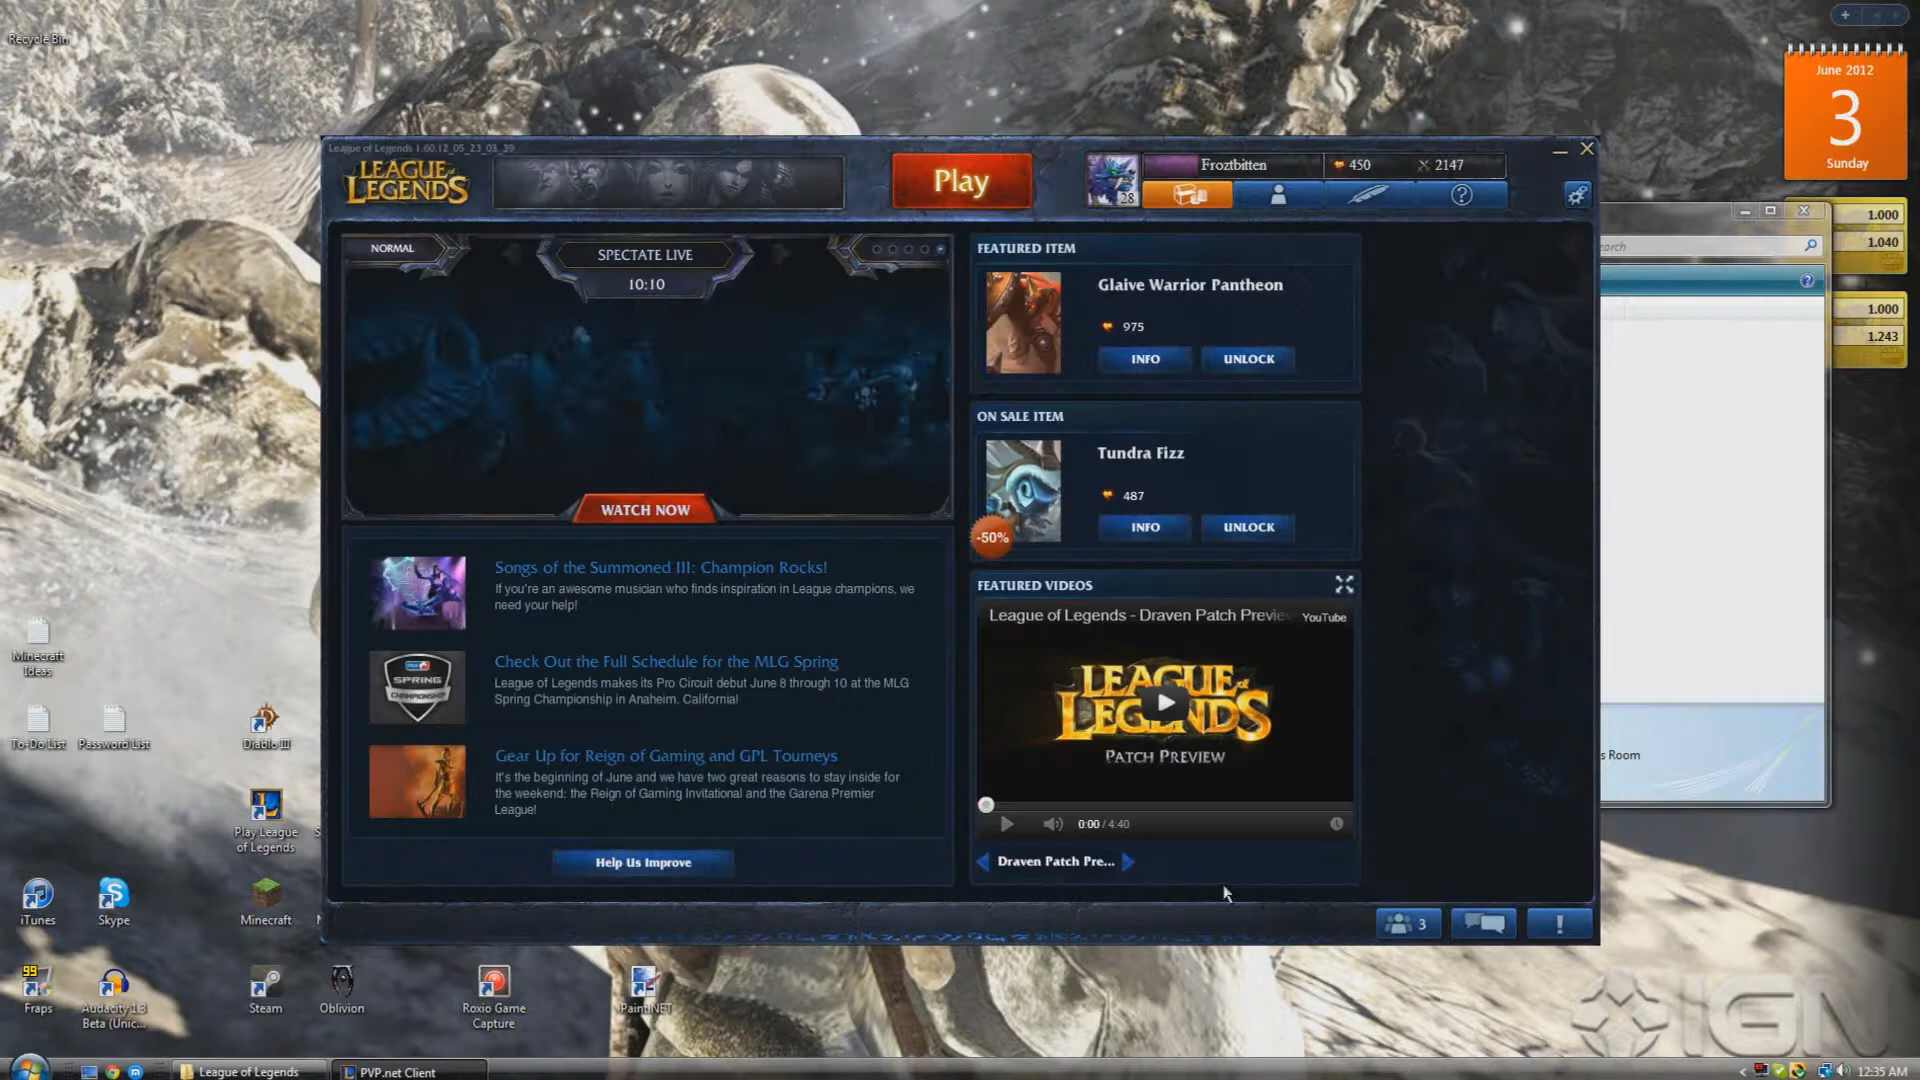 Recycle Bin
June 2012
3
Sunday
League of Legends 1.60.12_05_23_03_39
LEAGUE of LEGENDS
Play
28
Froztbitten
450
2147
NORMAL
SPECTATE LIVE
10:10
WATCH NOW
FEATURED ITEM
Glaive Warrior Pantheon
975
INFO
UNLOCK
ON SALE ITEM
Tundra Fizz
487
-50%
INFO
UNLOCK
Songs of the Summoned III: Champion Rocks!
If you're an awesome musician who finds inspiration in League champions, we
need your help!
SPRING
CHAMPIONSHIP
Check Out the Full Schedule for the MLG Spring
League of Legends makes its Pro Circuit debut June 8 through 10 at the MLG
Spring Championship in Anaheim, California!
Gear Up for Reign of Gaming and GPL Tourneys
It's the beginning of June and we have two great reasons to stay inside for
the weekend: the Reign of Gaming Invitational and the Garena Premier
League!
Help Us Improve
FEATURED VIDEOS
League of Legends - Draven Patch Previe
YouTube
LEAGUE of LEGENDS
PATCH PREVIEW
0:00 / 4:40
Draven Patch Pre...
3
earch
1.000
1.040
1.000
1.243
s Room
Minecraft
Ideas
To-Do List
Password List
Diablo III
Play League
of Legends
iTunes
Skype
Minecraft
99
Fraps
Audacity 1.3
Beta (Unic...
Steam
Oblivion
Roxio Game
Capture
Paint.NET
IGN
League of Legends
PVP.net Client
12:35 AM